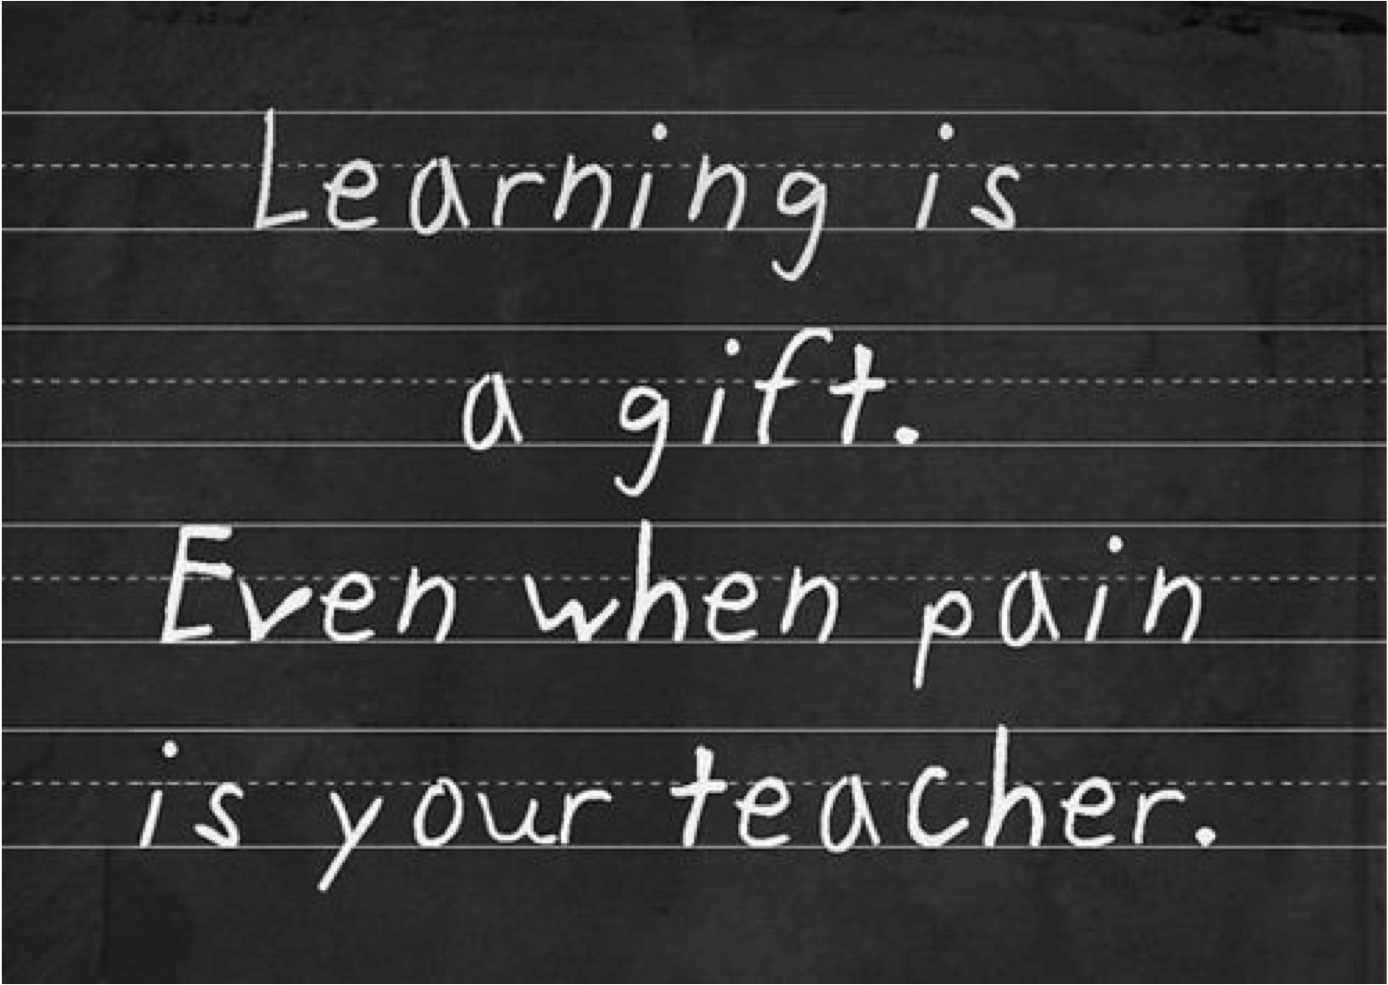 Learning is
a gift.
Even when pain
is your teacher.